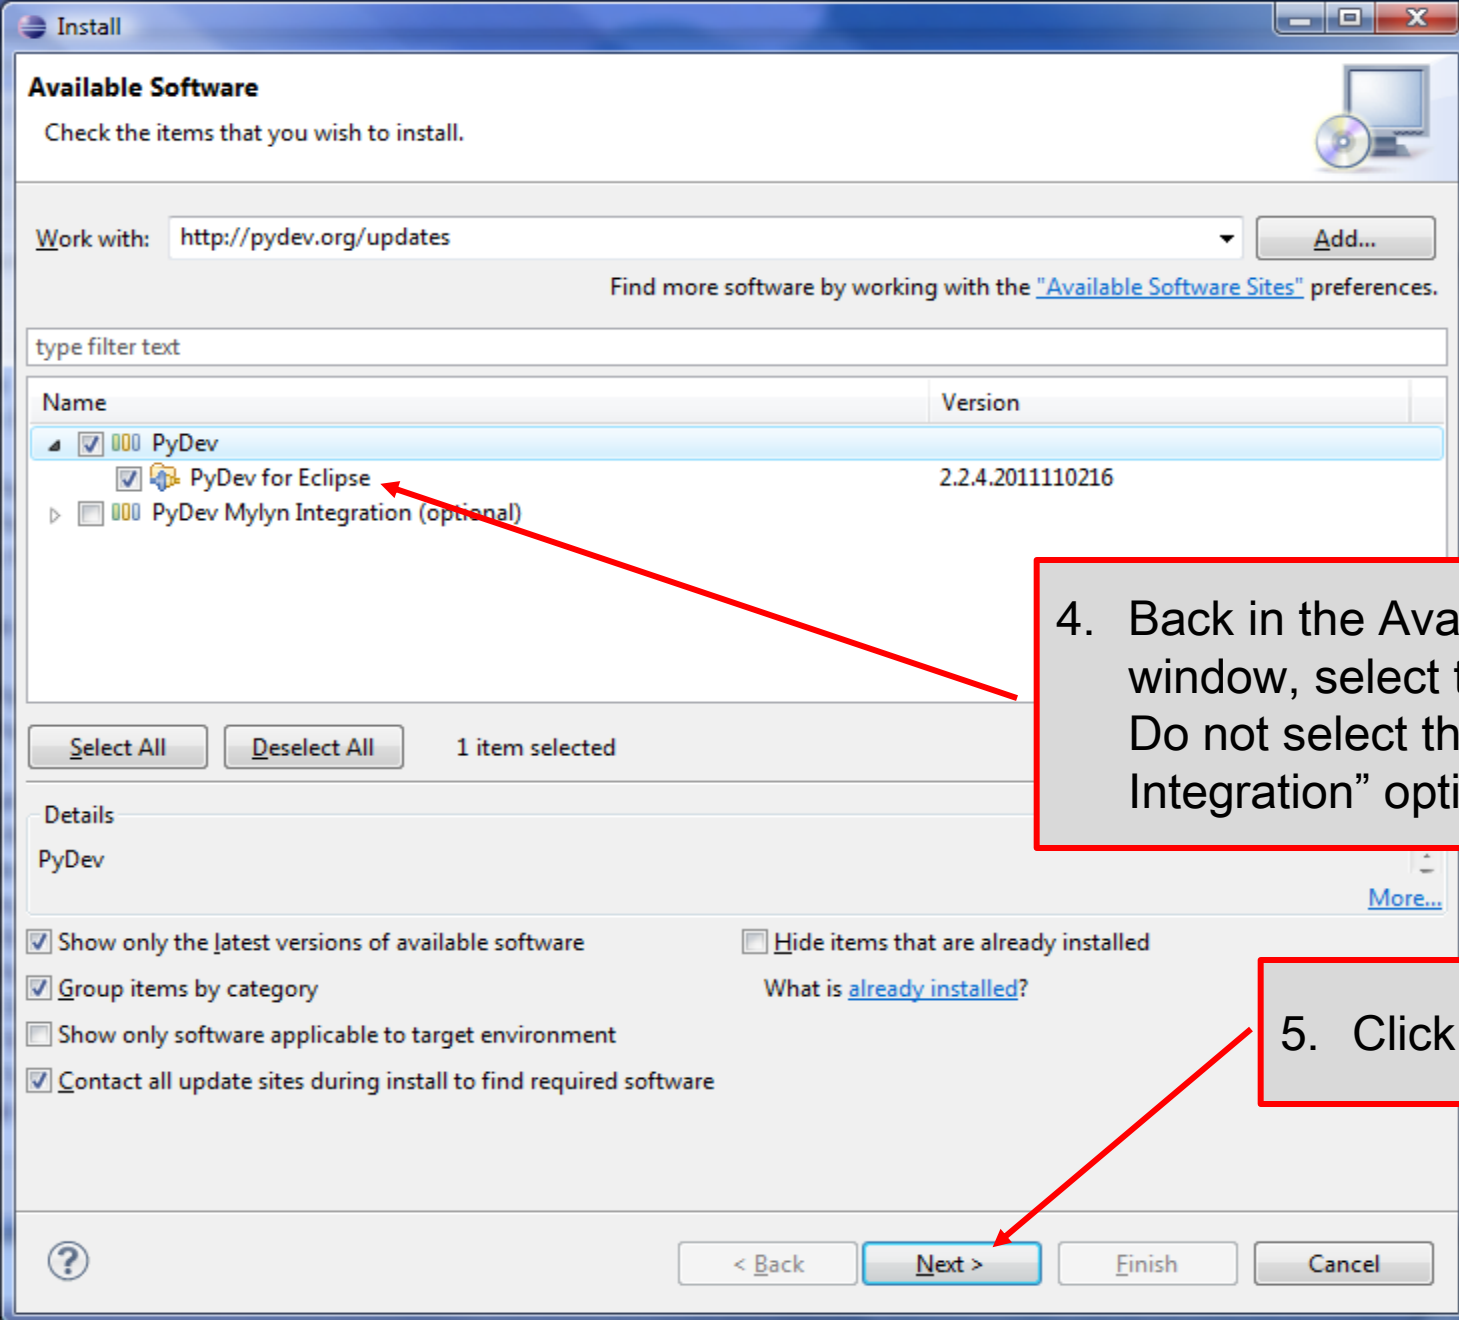 Install
Available Software
Check the items that you wish to install.
Work with: http://pydev.org/updates Add...
Find more software by working with the "Available Software Sites" preferences.
type filter text
Name Version
PyDev
PyDev for Eclipse 2.2.4.2011110216
PyDev Mylyn Integration (optional)
4. Back in the Ava
window, select t
Do not select th
Integration” opti
Select All Deselect All 1 item selected
Details
PyDev
More...
Show only the latest versions of available software Hide items that are already installed
Group items by category What is already installed?
Show only software applicable to target environment
5. Click
Contact all update sites during install to find required software
? < Back Next > Finish Cancel